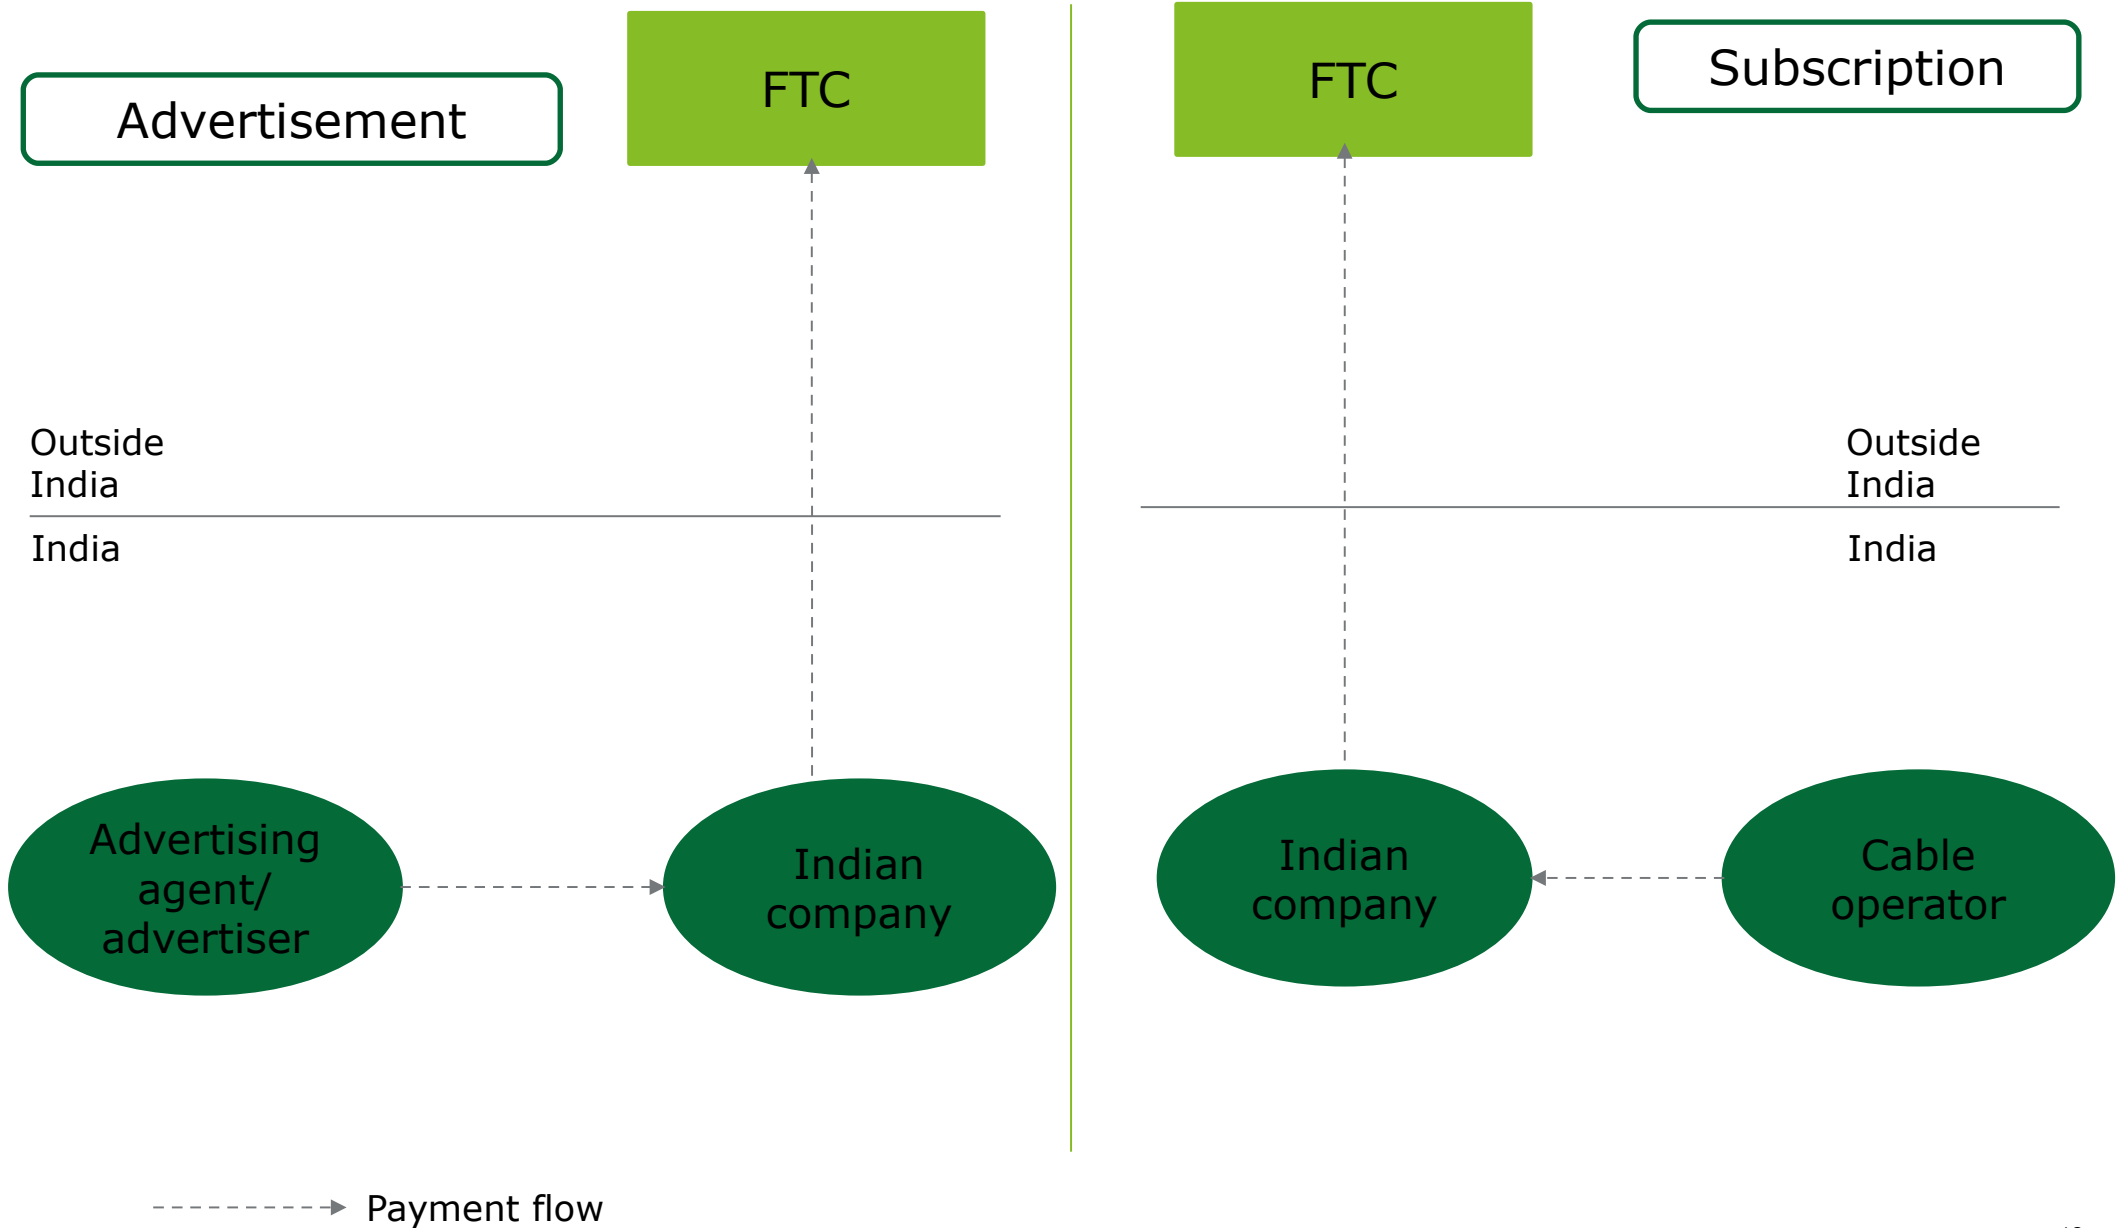 Advertisement
FTC
Outside
India
India
Advertising
agent/
advertiser
Indian
company
FTC
Subscription
Outside
India
India
Indian
company
Cable
operator
Payment flow